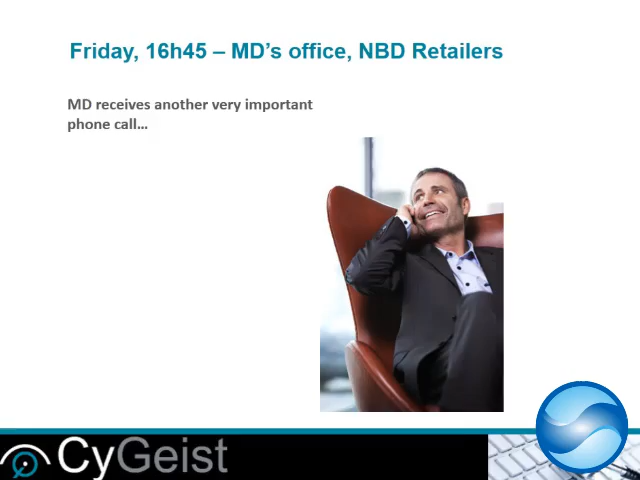 Friday, 16h45 – MD’s office, NBD Retailers
MD receives another very important
phone call…
CyGeist